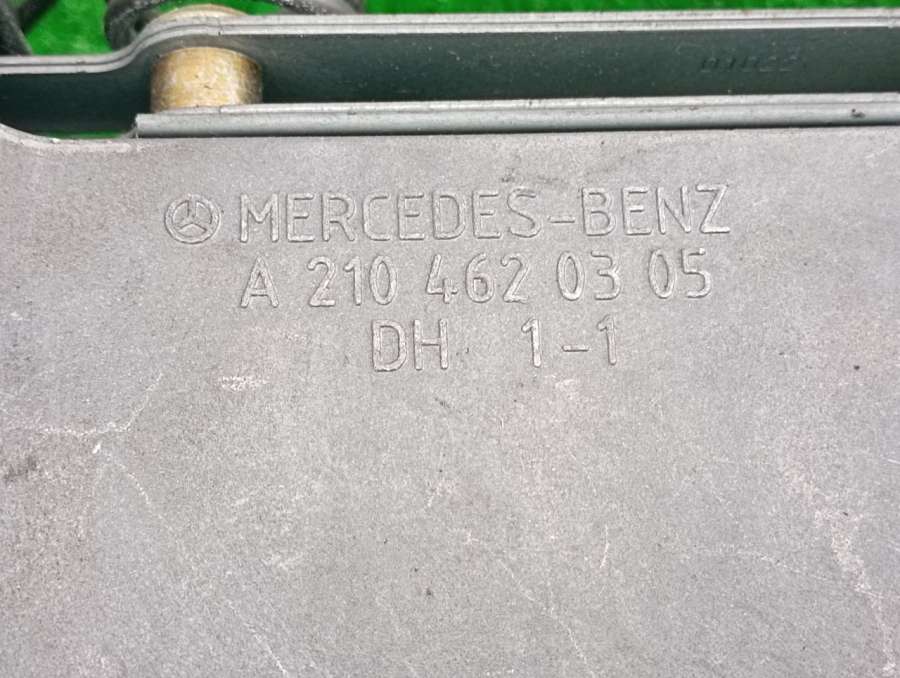 MERCEDES-BENZ
A 210 462 03 05
DH 1-1